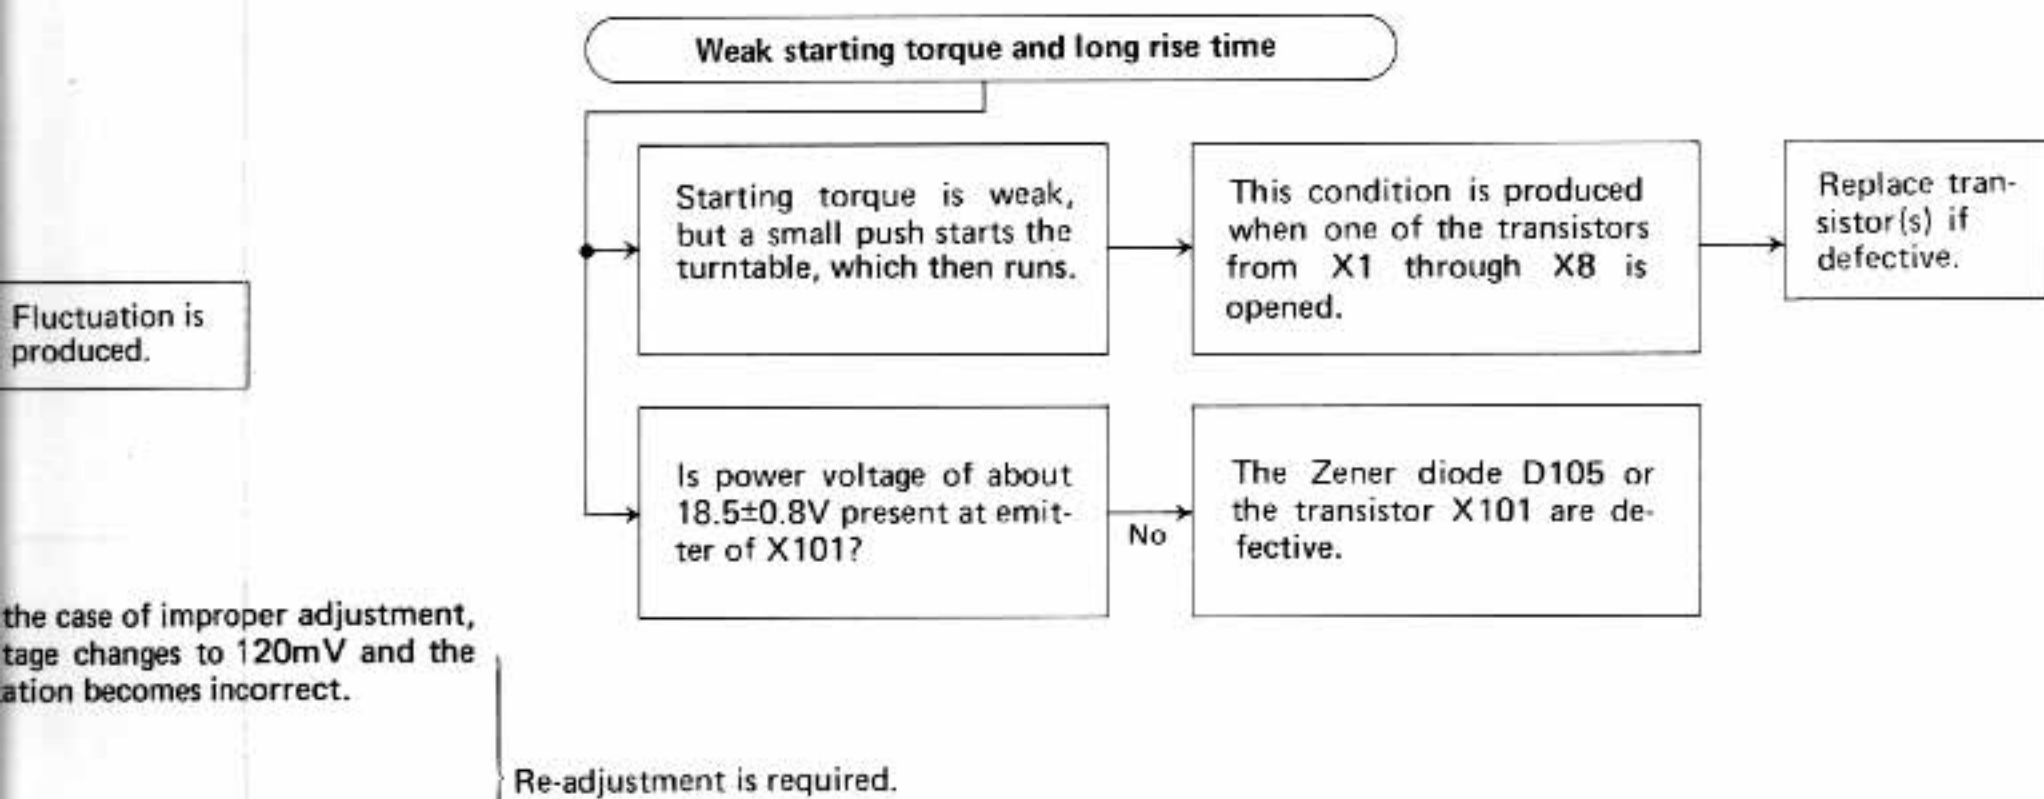 Weak starting torque and long rise time
Starting torque is weak,
but a small push starts the
turntable, which then runs.
This condition is produced
when one of the transistors
from X1 through X8 is
opened.
Replace tran-
sistor(s) if
defective.
Fluctuation is
produced.
Is power voltage of about
18.5±0.8V present at emit-
ter of X101?
No
The Zener diode D105 or
the transistor X101 are de-
fective.
the case of improper adjustment,
tage changes to 120mV and the
ation becomes incorrect.
Re-adjustment is required.